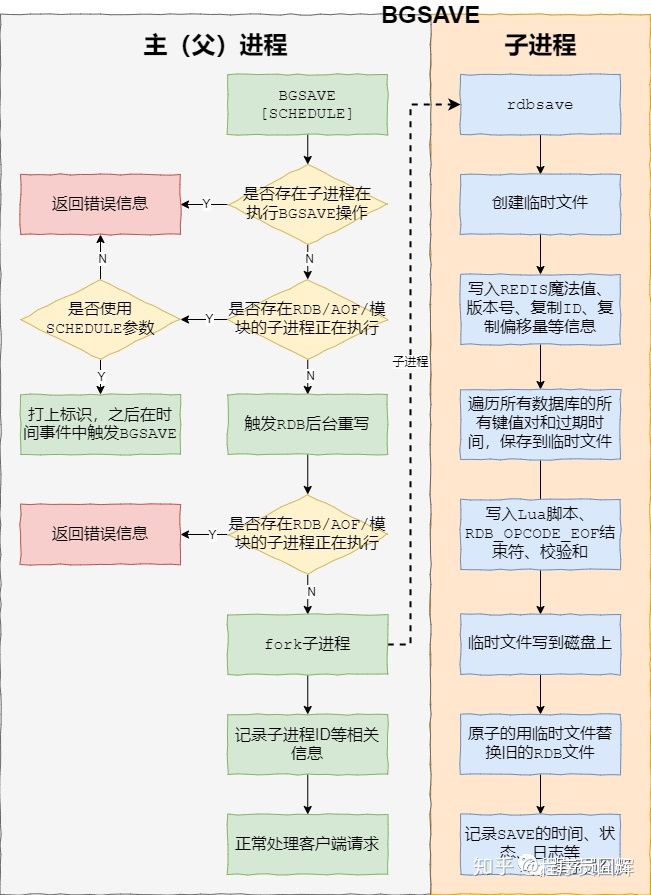 BGSAVE
主（父）进程
子进程
BGSAVE
[SCHEDULE]
是否存在子进程在
执行BGSAVE操作
Y
返回错误信息
N
N
是否存在RDB/AOF/模
块的子进程正在执行
Y
是否使用
SCHEDULE参数
Y
打上标识，之后在时
间事件中触发BGSAVE
N
触发RDB后台重写
是否存在RDB/AOF/模
块的子进程正在执行
Y
返回错误信息
N
fork子进程
记录子进程ID等相关
信息
正常处理客户端请求
子进程
rdbsave
创建临时文件
写入REDIS魔法值、
版本号、复制ID、复
制偏移量等信息
遍历所有数据库的所
有键值对和过期时
间，保存到临时文件
写入Lua脚本、
RDB_OPCODE_EOF结
束符、校验和
临时文件写到磁盘上
原子的用临时文件替
换旧的RDB文件
记录SAVE的时间、状
态、日志等
知乎